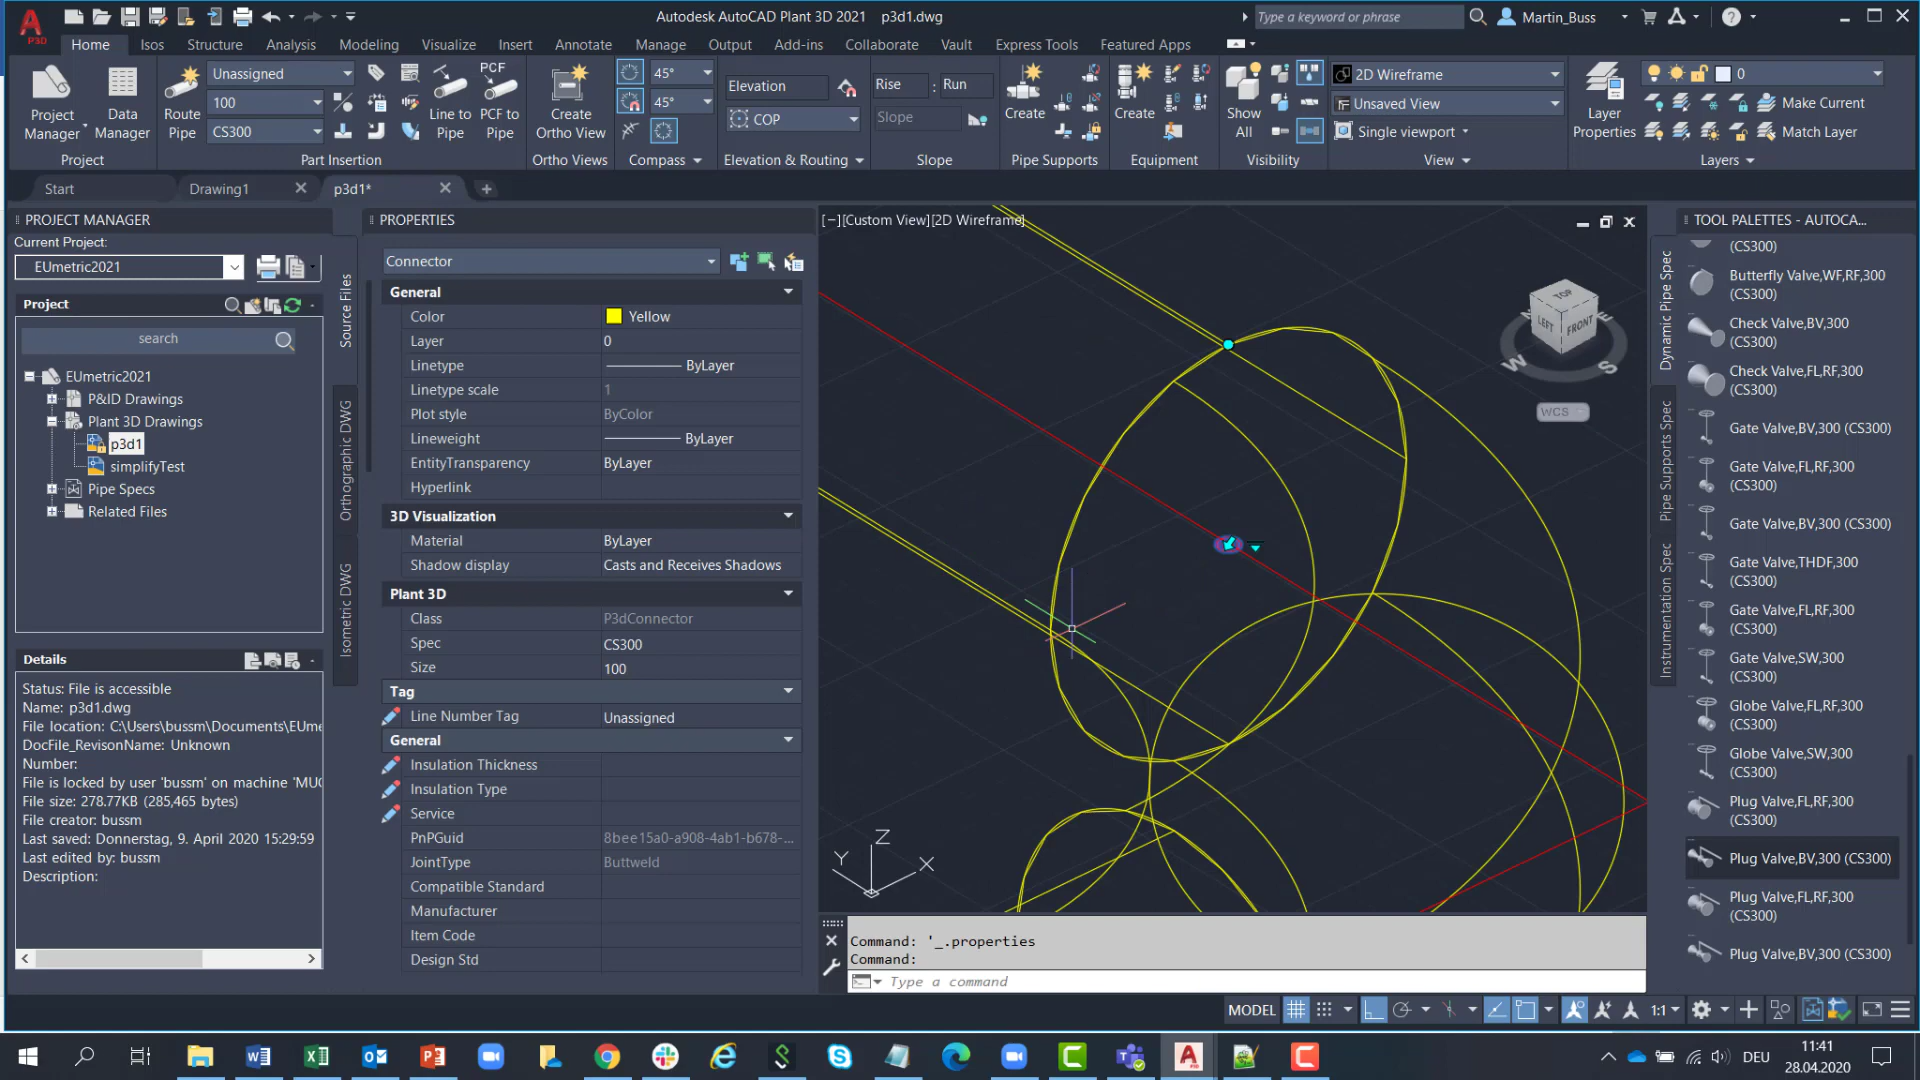 Autodesk AutoCAD Plant 3D 2021 p3d1.dwg
Type a keyword or phrase
Martin_Buss
P3D
Home Isos Structure Analysis Modeling Visualize Insert Annotate Manage Output Add-ins Collaborate Vault Express Tools Featured Apps
Project Manager
Data Manager
Project
Route Pipe
Unassigned
100
CS300
Line to Pipe
PCF
PCF to Pipe
Part Insertion
Create Ortho View
Ortho Views
45°
45°
Compass
Elevation
COP
Elevation & Routing
Rise : Run
Slope
Slope
Create
Pipe Supports
Create
Equipment
Show All
Visibility
2D Wireframe
Unsaved View
Single viewport
View
Layer Properties
0
Make Current
Match Layer
Layers
Start Drawing1 p3d1*
PROJECT MANAGER
Current Project:
EUmetric2021
Project
search
EUmetric2021
P&ID Drawings
Plant 3D Drawings
p3d1
simplifyTest
Pipe Specs
Related Files
Details
Status: File is accessible
Name: p3d1.dwg
File location: C:\Users\bussm\Documents\EUme
DocFile_RevisonName: Unknown
Number:
File is locked by user 'bussm' on machine 'MUC
File size: 278.77KB (285,465 bytes)
File creator: bussm
Last saved: Donnerstag, 9. April 2020 15:29:59
Last edited by: bussm
Description:
Source Files
Orthographic DWG
Isometric DWG
PROPERTIES
Connector
General
Color Yellow
Layer 0
Linetype ByLayer
Linetype scale 1
Plot style ByColor
Lineweight ByLayer
EntityTransparency ByLayer
Hyperlink
3D Visualization
Material ByLayer
Shadow display Casts and Receives Shadows
Plant 3D
Class P3dConnector
Spec CS300
Size 100
Tag
Line Number Tag Unassigned
General
Insulation Thickness
Insulation Type
Service
PnPGuid 8bee15a0-a908-4ab1-b678-...
JointType Buttweld
Compatible Standard
Manufacturer
Item Code
Design Std
[−][Custom View][2D Wireframe]
TOP
LEFT FRONT
W S
WCS
Z
Y X
Command: '_.properties
Command:
Type a command
TOOL PALETTES - AUTOCA...
Dynamic Pipe Spec
Pipe Supports Spec
Instrumentation Spec
(CS300)
Butterfly Valve,WF,RF,300
(CS300)
Check Valve,BV,300
(CS300)
Check Valve,FL,RF,300
(CS300)
Gate Valve,BV,300 (CS300)
Gate Valve,FL,RF,300
(CS300)
Gate Valve,BV,300 (CS300)
Gate Valve,THDF,300
(CS300)
Gate Valve,FL,RF,300
(CS300)
Gate Valve,SW,300
(CS300)
Globe Valve,FL,RF,300
(CS300)
Globe Valve,SW,300
(CS300)
Plug Valve,FL,RF,300
(CS300)
Plug Valve,BV,300 (CS300)
Plug Valve,FL,RF,300
(CS300)
Plug Valve,BV,300 (CS300)
MODEL
1:1
DEU
11:41
28.04.2020